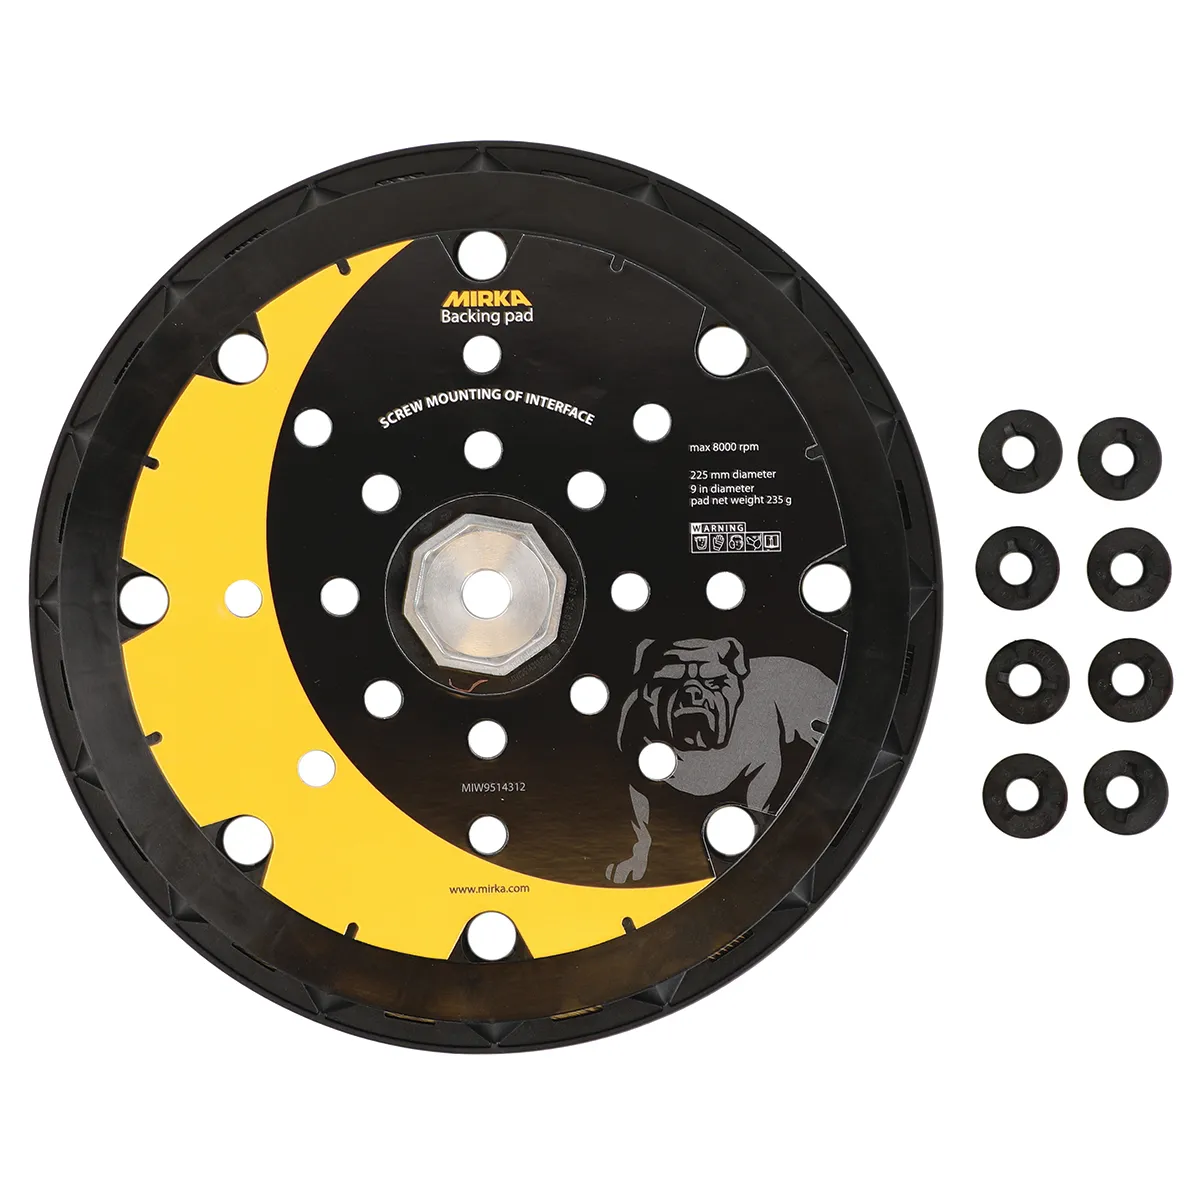 MIRKA
Backing pad
SCREW MOUNTING OF INTERFACE
max 8000 rpm
225 mm diameter
9 in diameter
pad net weight 235 g
WARNING
MIW9514312
www.mirka.com